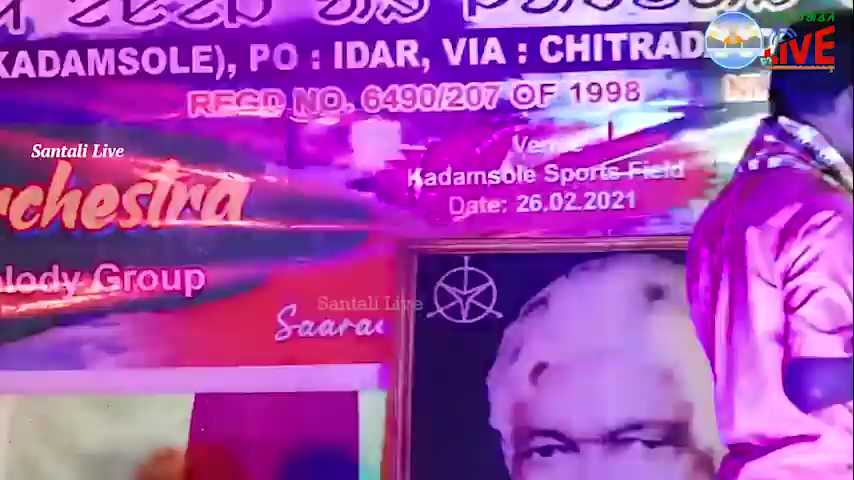 KADAMSOLE), PO : IDAR, VIA : CHITRADA
REGD NO. 6490/207 OF 1998
LIVE
Santali Live
Venue
Kadamsole Sports Field
Date: 26.02.2021
rchestra
lody Group
Santali Live